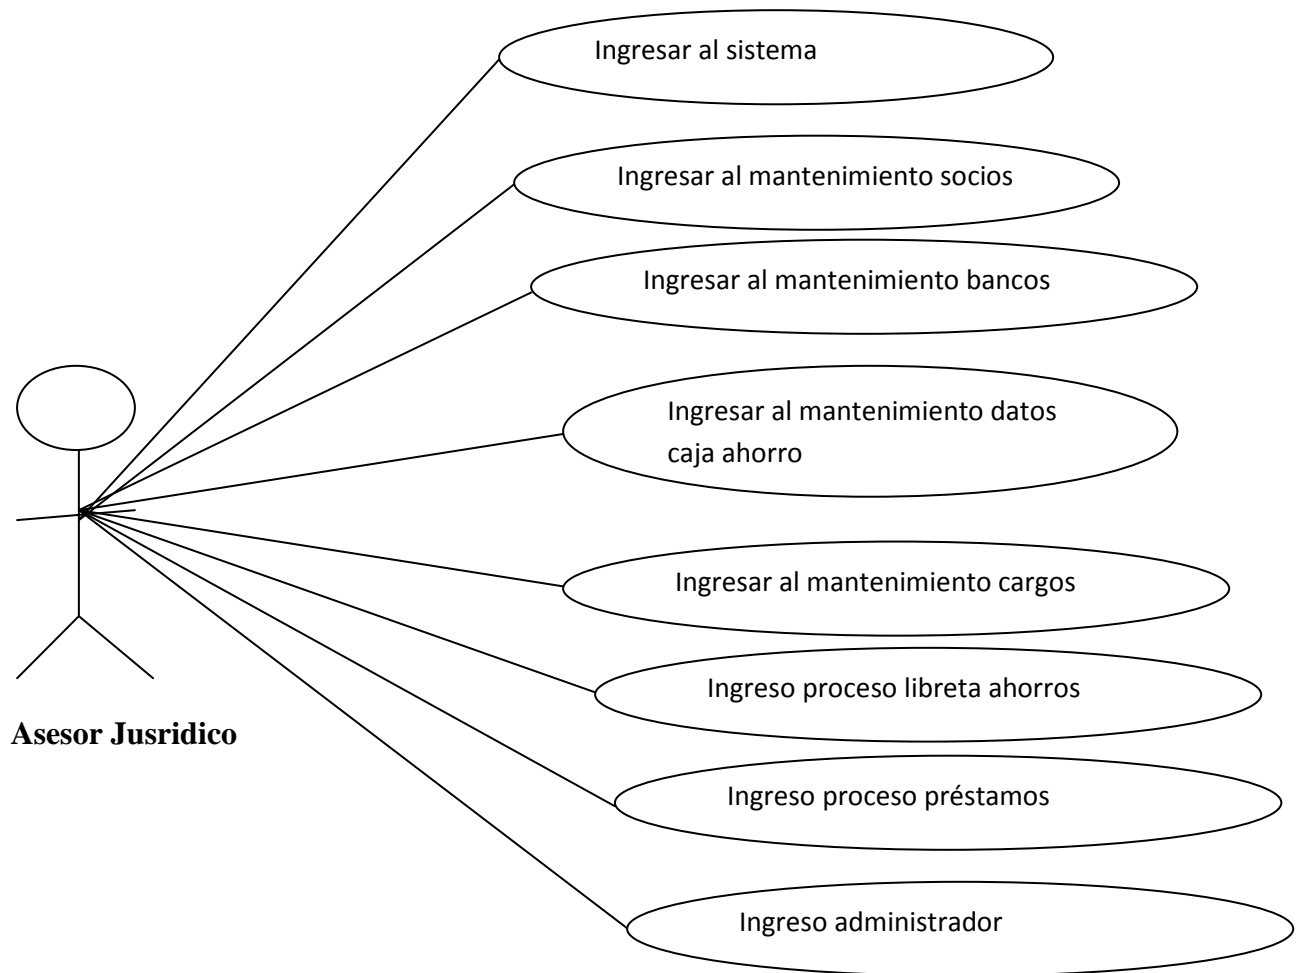 Ingresar al sistema
Ingresar al mantenimiento socios
Ingresar al mantenimiento bancos
Ingresar al mantenimiento datos
caja ahorro
Ingresar al mantenimiento cargos
Ingreso proceso libreta ahorros
Asesor Jusridico
Ingreso proceso préstamos
Ingreso administrador